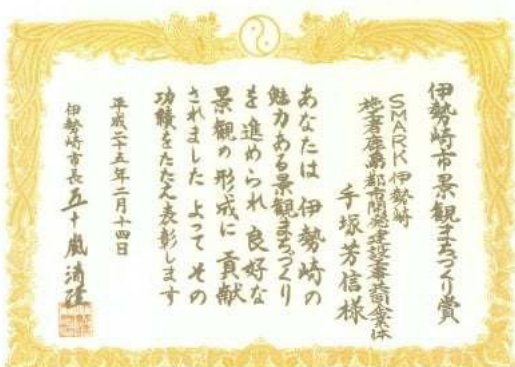 伊勢崎市景観まちづくり賞
SMARK伊勢崎
手塚芳信様
あなたは 伊勢崎の
魅力ある景観まちづくり
を進められ 良好な
景観の形成に 貢献
されました よって その
功績をたたえ表彰します
平成二十五年二月十四日
伊勢崎市長 五十嵐清隆